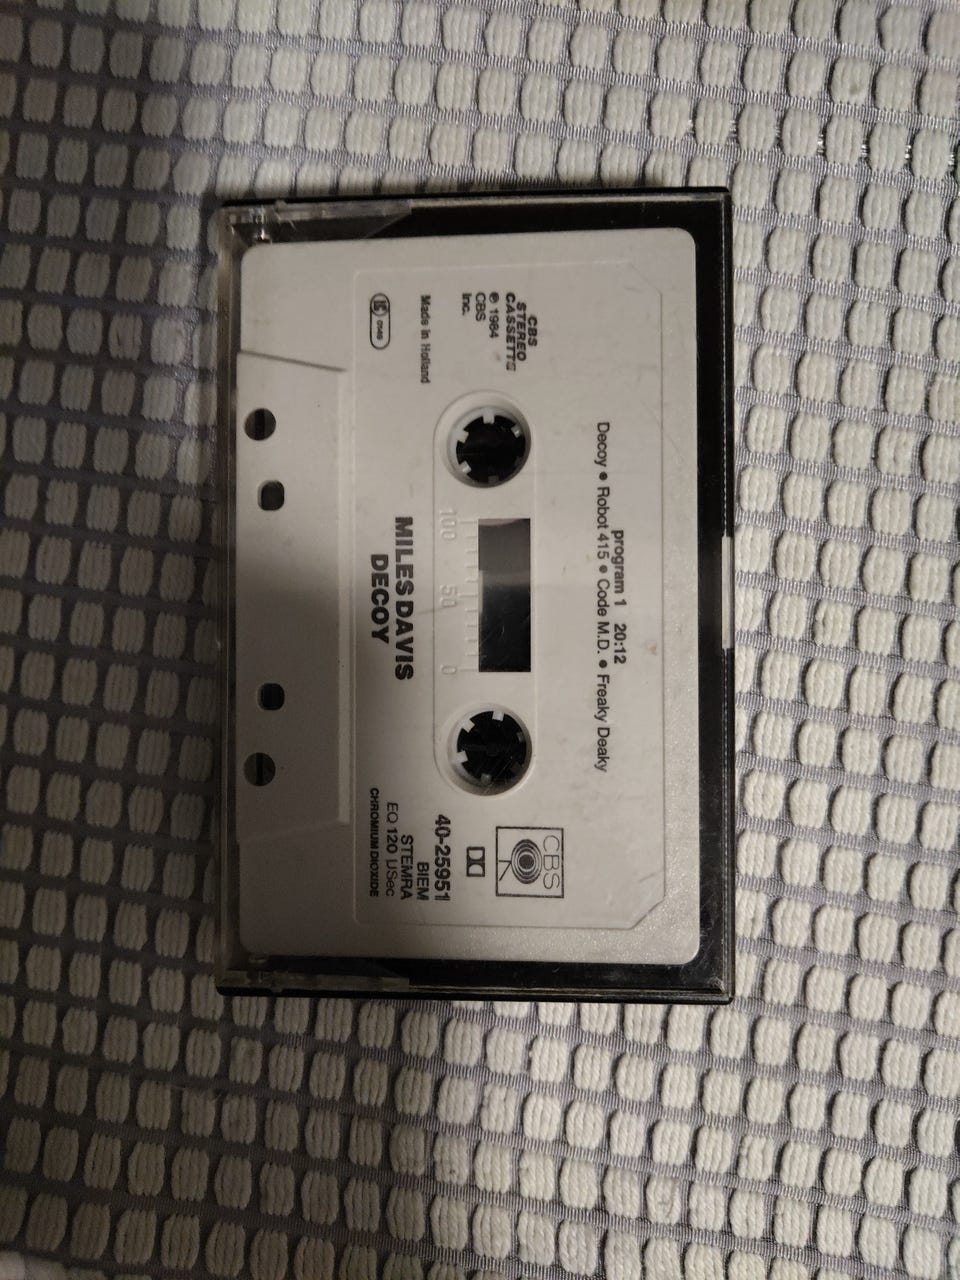 program 1 20:12
Decoy • Robot 415 • Code M.D. • Freaky Deaky
CBS
STEREO
CASSETTE
℗ 1984
CBS
Inc.
Made in Holland
CBS
40-25951
BIEM
STEMRA
EQ 120 µSec
CHROMIUM DIOXIDE
100 50 0
MILES DAVIS
DECOY